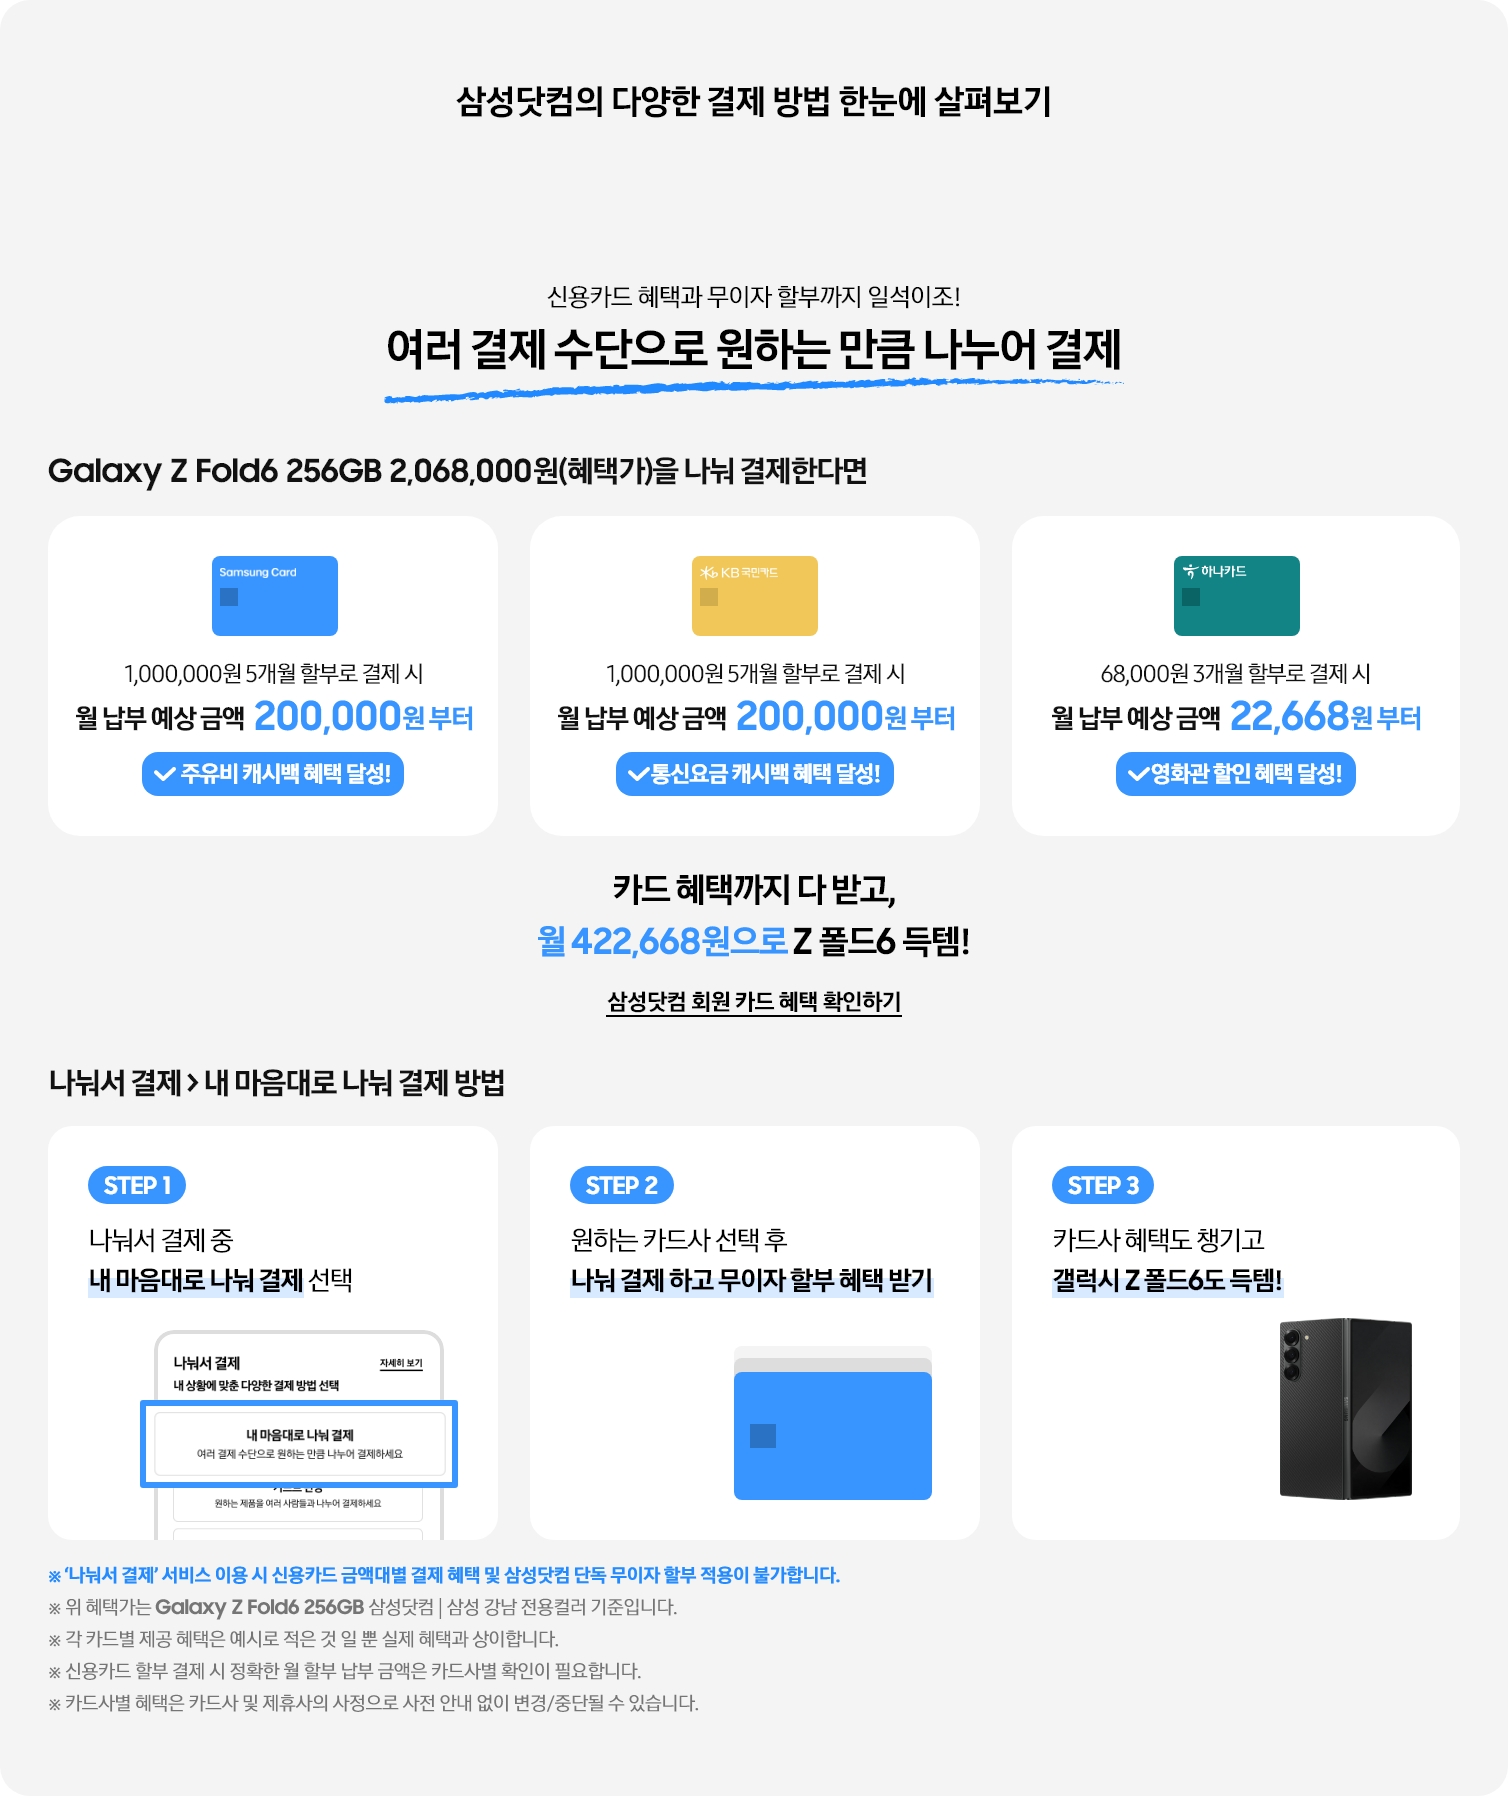 삼성닷컴의 다양한 결제 방법 한눈에 살펴보기
신용카드 혜택과 무이자 할부까지 일석이조!
여러 결제 수단으로 원하는 만큼 나누어 결제
Galaxy Z Fold6 256GB 2,068,000원(혜택가)을 나눠 결제한다면
Samsung Card
1,000,000원 5개월 할부로 결제 시
월 납부 예상 금액 200,000원 부터
주유비 캐시백 혜택 달성!
KB국민카드
1,000,000원 5개월 할부로 결제 시
월 납부 예상 금액 200,000원 부터
통신요금 캐시백 혜택 달성!
하나카드
68,000원 3개월 할부로 결제 시
월 납부 예상 금액 22,668원 부터
영화관 할인 혜택 달성!
카드 혜택까지 다 받고,
월 422,668원으로 Z 폴드6 득템!
삼성닷컴 회원 카드 혜택 확인하기
나눠서 결제 > 내 마음대로 나눠 결제 방법
STEP 1
나눠서 결제 중
내 마음대로 나눠 결제 선택
나눠서 결제
자세히 보기
내 상황에 맞춘 다양한 결제 방법 선택
내 마음대로 나눠 결제
여러 결제 수단으로 원하는 만큼 나누어 결제하세요
원하는 제품을 여러 사람들과 나누어 결제하세요
STEP 2
원하는 카드사 선택 후
나눠 결제 하고 무이자 할부 혜택 받기
STEP 3
카드사 혜택도 챙기고
갤럭시 Z 폴드6도 득템!
※ ‘나눠서 결제’ 서비스 이용 시 신용카드 금액대별 결제 혜택 및 삼성닷컴 단독 무이자 할부 적용이 불가합니다.
※ 위 혜택가는 Galaxy Z Fold6 256GB 삼성닷컴 | 삼성 강남 전용컬러 기준입니다.
※ 각 카드별 제공 혜택은 예시로 적은 것 일 뿐 실제 혜택과 상이합니다.
※ 신용카드 할부 결제 시 정확한 월 할부 납부 금액은 카드사별 확인이 필요합니다.
※ 카드사별 혜택은 카드사 및 제휴사의 사정으로 사전 안내 없이 변경/중단될 수 있습니다.